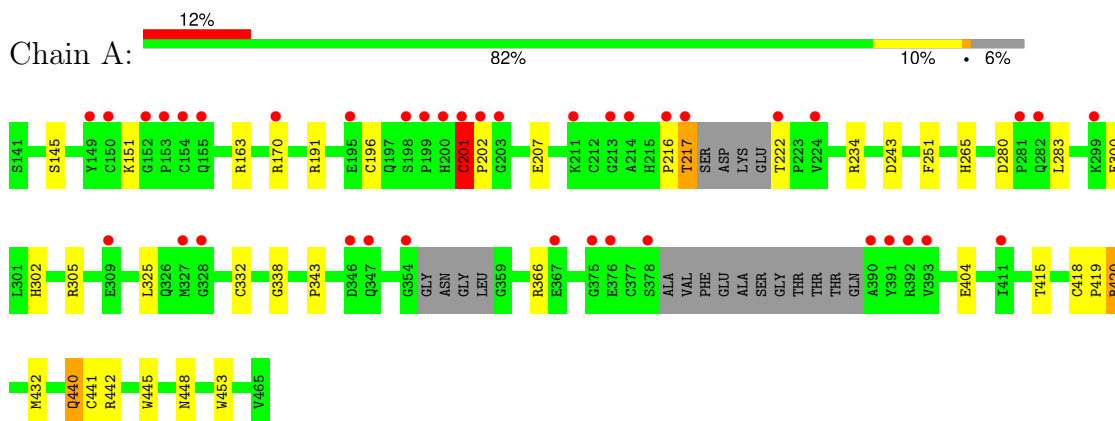 12%
Chain A:
82% 10% • 6%
S141 S145 Y149 C150 K151 G152 P153 C154 Q155 R163 R170 R191 E195 C196 Q197 S198 P199 H200 C201 P202 G203 E207 K211 C212 G213 A214 H215 P216 T217 SER ASP LYS GLU T222 P223 V224 R234 D243 F251 H265 D280 P281 Q282 L283 K299 E300
L301 H302 R305 E309 L325 Q326 M327 G328 C332 G338 P343 D346 Q347 G354 GLY ASN GLY LEU G359 R366 E367 G375 E376 C377 S378 ALA VAL PHE GLU ALA SER GLY THR THR THR GLN A390 Y391 R392 V393 E404 I411 T415 C418 P419 R420
M432 Q440 C441 R442 W445 N448 W453 V465